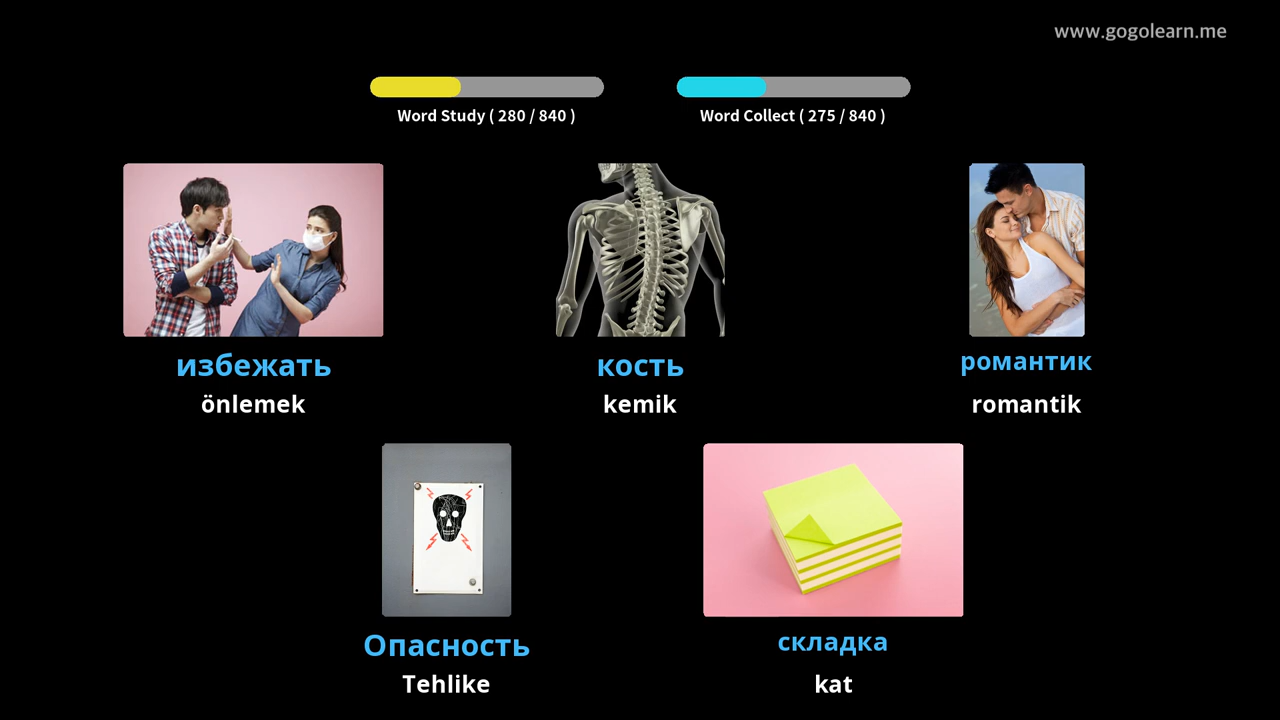 www.gogolearn.me
Word Study ( 280 / 840 )
Word Collect ( 275 / 840 )
избежать
önlemek
кость
kemik
романтик
romantik
Опасность
Tehlike
складка
kat